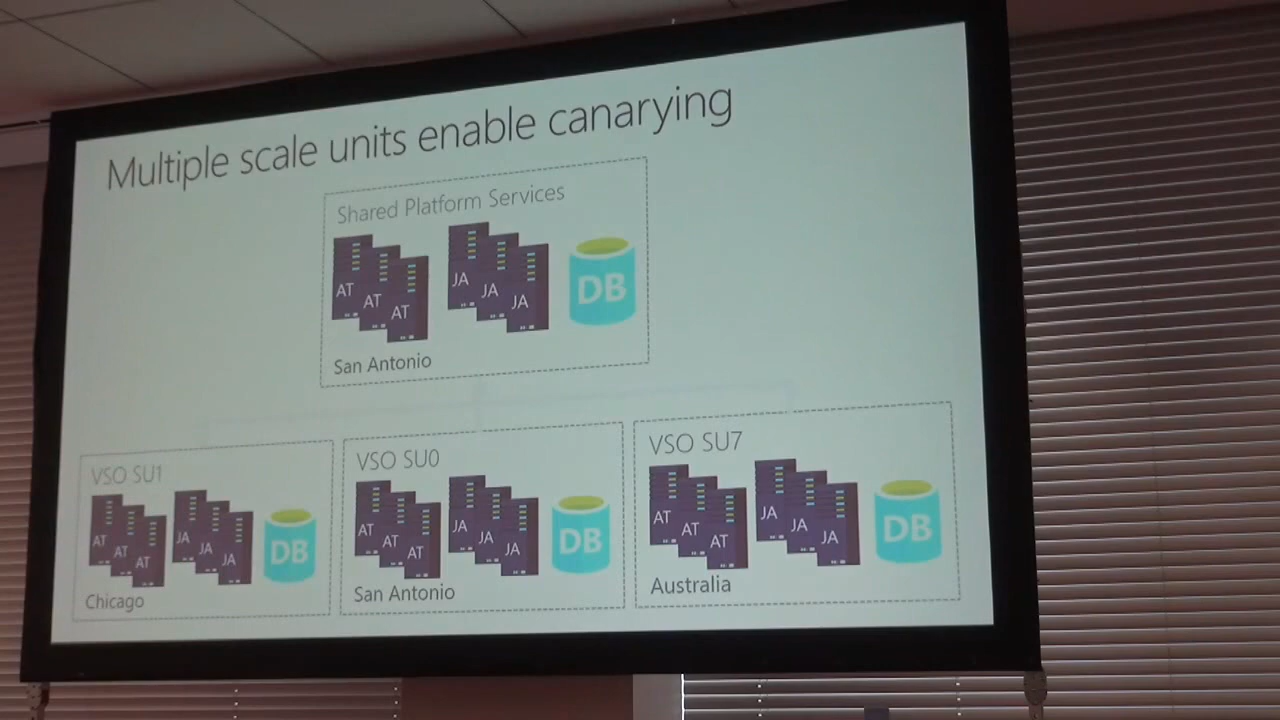 Multiple scale units enable canarying
Shared Platform Services
AT AT AT
JA JA JA
DB
San Antonio
VSO SU1
AT AT AT
JA JA JA
DB
Chicago
VSO SU0
AT AT AT
JA JA JA
DB
San Antonio
VSO SU7
AT AT AT
JA JA JA
DB
Australia